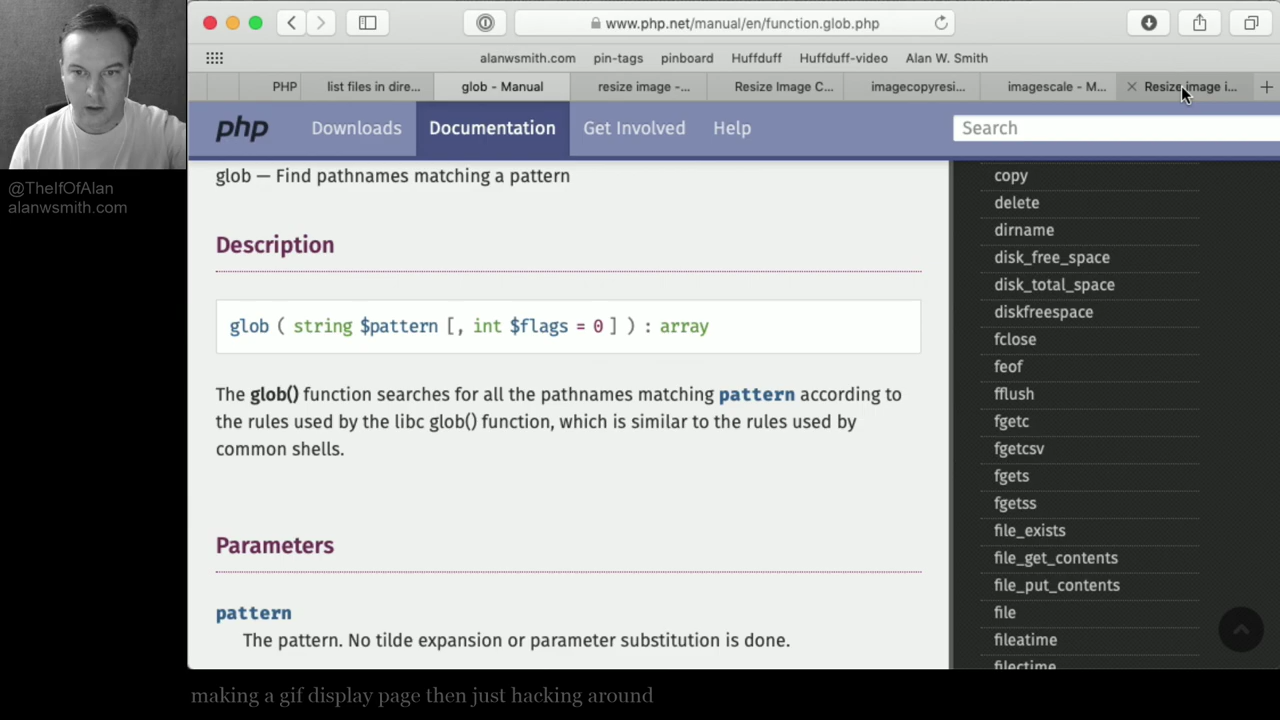 www.php.net/manual/en/function.glob.php
alanwsmith.com pin-tags pinboard Huffduff Huffduff-video Alan W. Smith
PHP list files in dire... glob - Manual resize image -... Resize Image C... imagecopyresi... imagescale - M... Resize image i...
php Downloads Documentation Get Involved Help Search
@TheIfOfAlan
alanwsmith.com
glob — Find pathnames matching a pattern
Description
glob ( string $pattern [, int $flags = 0 ] ) : array
The glob() function searches for all the pathnames matching pattern according to
the rules used by the libc glob() function, which is similar to the rules used by
common shells.
Parameters
pattern
The pattern. No tilde expansion or parameter substitution is done.
copy
delete
dirname
disk_free_space
disk_total_space
diskfreespace
fclose
feof
fflush
fgetc
fgetcsv
fgets
fgetss
file_exists
file_get_contents
file_put_contents
file
fileatime
filectime
making a gif display page then just hacking around